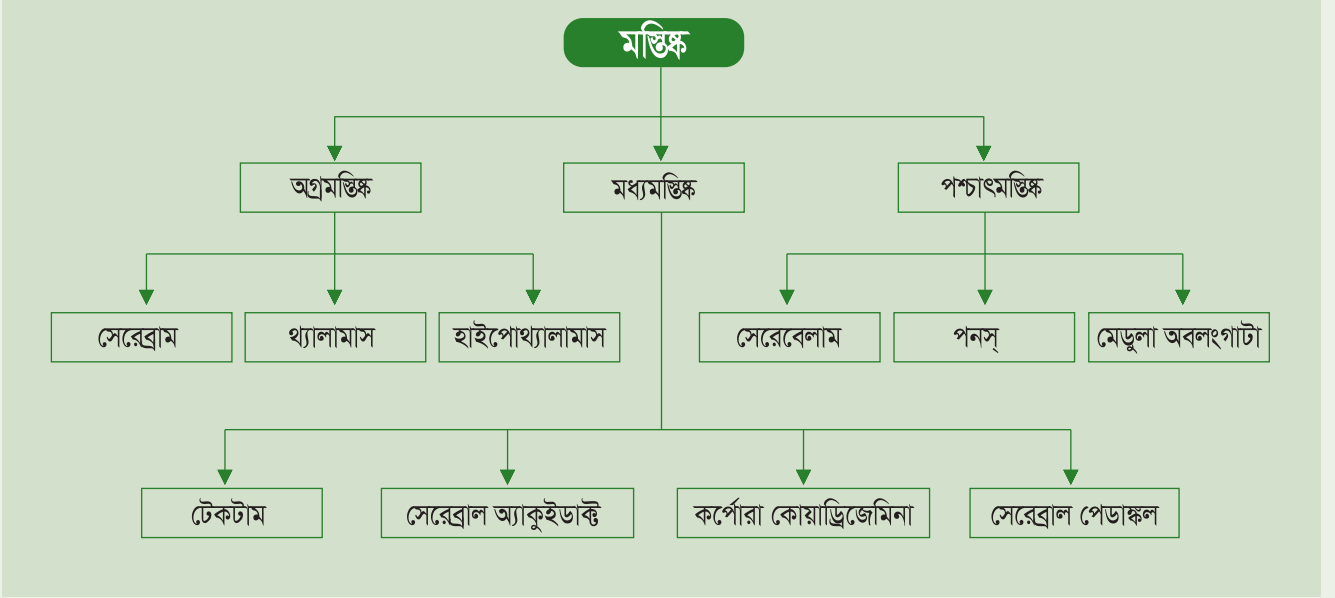 মস্তিষ্ক
অগ্রমস্তিষ্ক
মধ্যমস্তিষ্ক
পশ্চাৎমস্তিষ্ক
সেরেব্রাম
থ্যালামাস
হাইপোথ্যালামাস
সেরেবেলাম
পনস্
মেডুলা অবলংগাটা
টেকটাম
সেরেব্রাল অ্যাকুইডাক্ট
কর্পোরা কোয়াড্রিজেমিনা
সেরেব্রাল পেডাঙ্কল